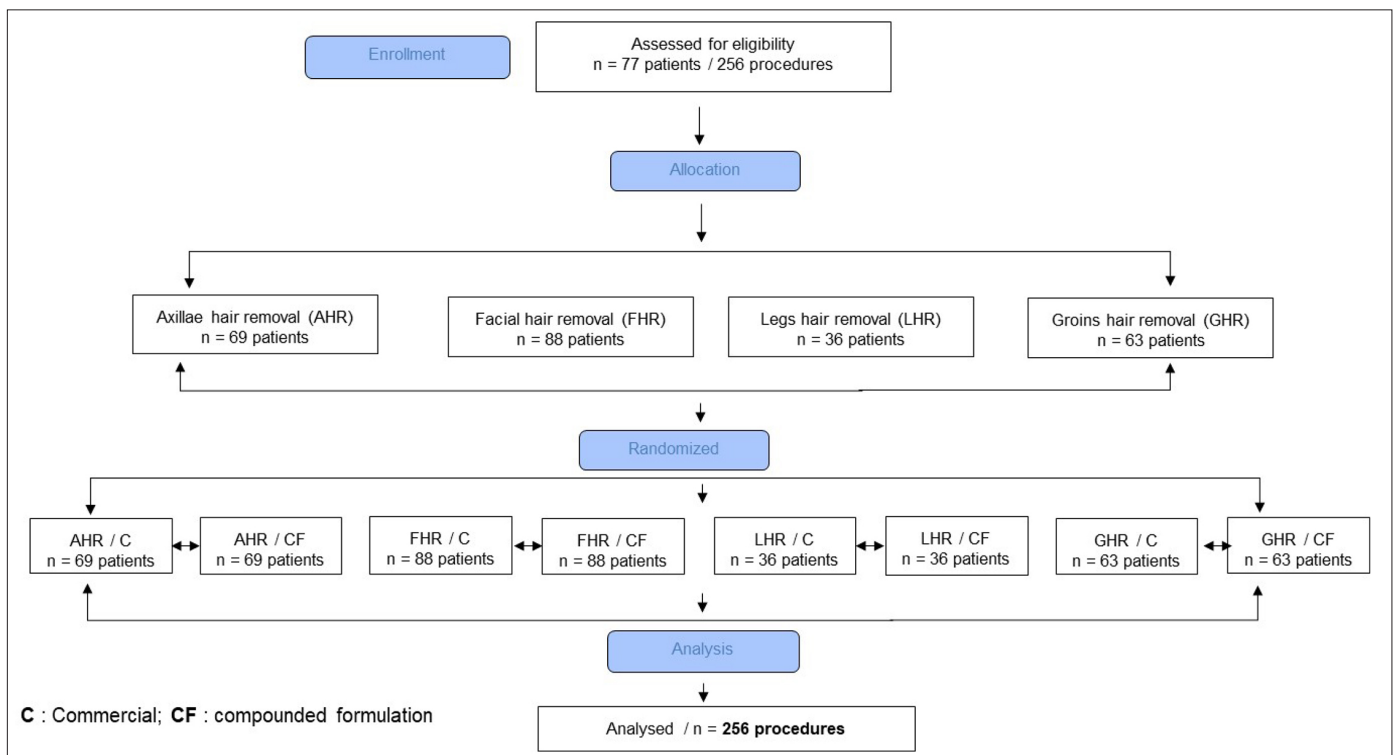 Enrollment
Assessed for eligibility
n = 77 patients / 256 procedures
Allocation
Axillae hair removal (AHR)
n = 69 patients
Facial hair removal (FHR)
n = 88 patients
Legs hair removal (LHR)
n = 36 patients
Groins hair removal (GHR)
n = 63 patients
Randomized
AHR / C
n = 69 patients
AHR / CF
n = 69 patients
FHR / C
n = 88 patients
FHR / CF
n = 88 patients
LHR / C
n = 36 patients
LHR / CF
n = 36 patients
GHR / C
n = 63 patients
GHR / CF
n = 63 patients
Analysis
C : Commercial; CF : compounded formulation
Analysed / n = 256 procedures